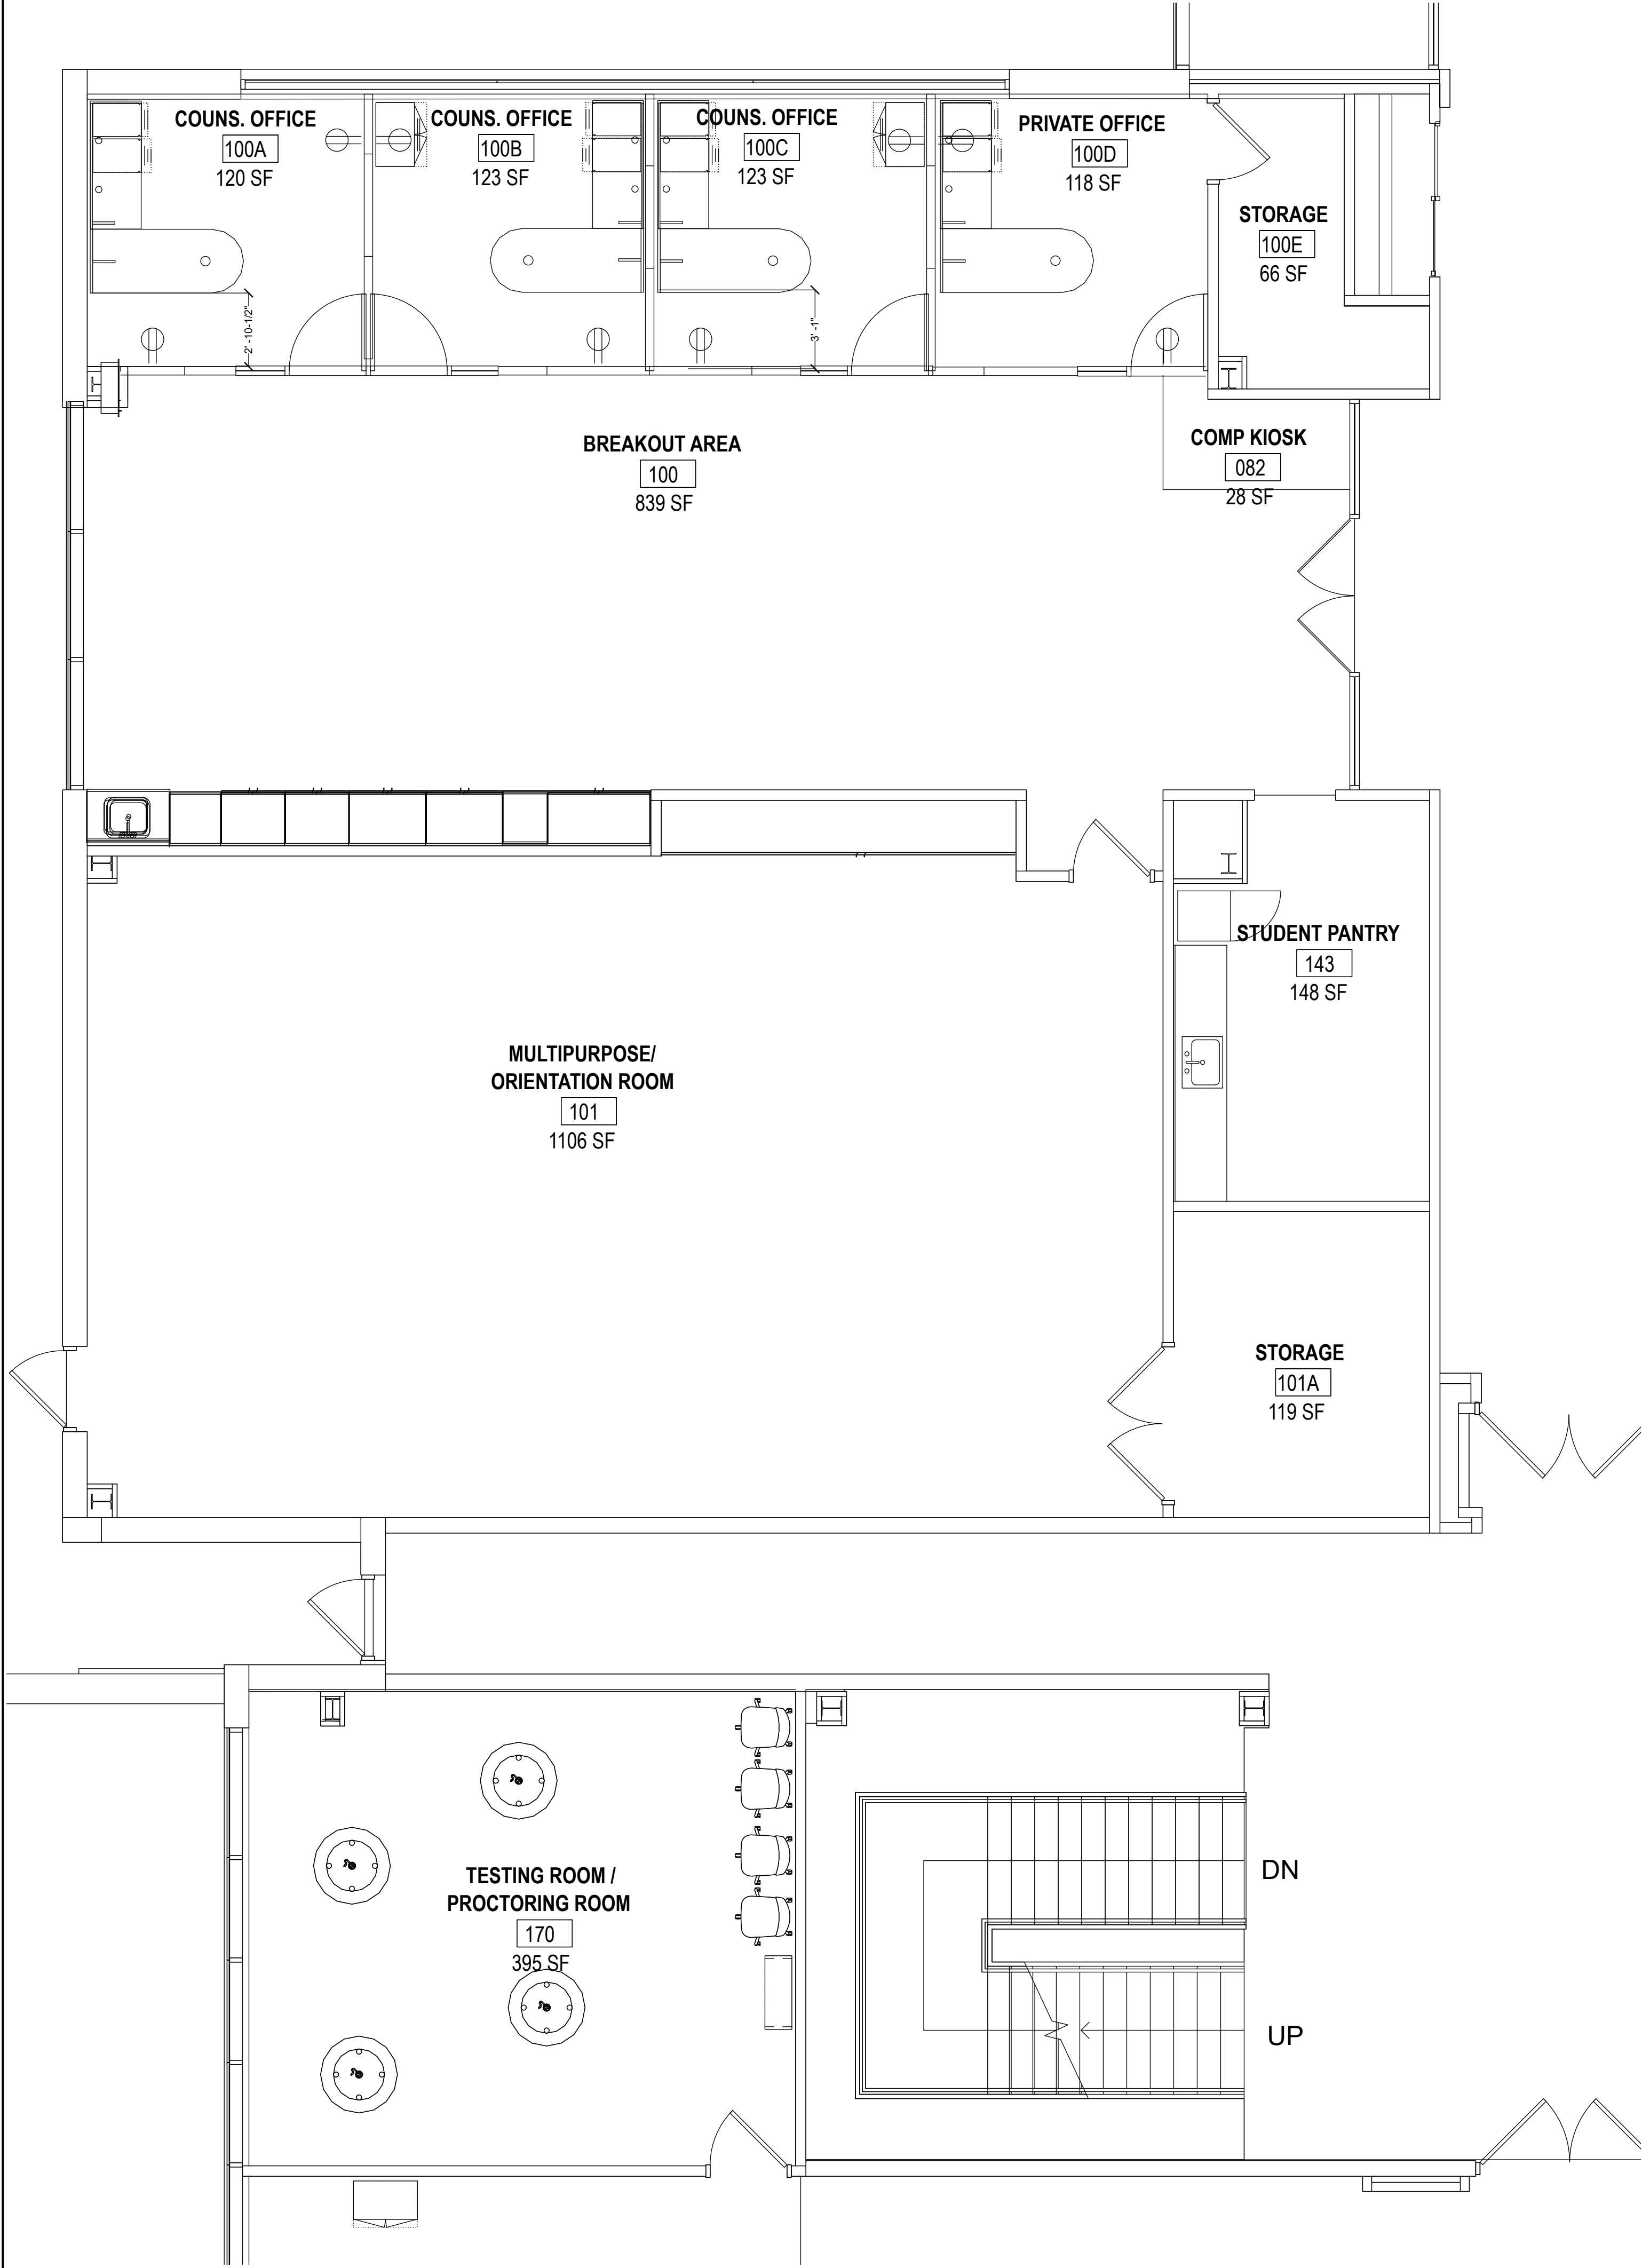 COUNS. OFFICE
100A
120 SF
COUNS. OFFICE
100B
123 SF
COUNS. OFFICE
100C
123 SF
PRIVATE OFFICE
100D
118 SF
STORAGE
100E
66 SF
2' -10-1/2"
3' -1"
BREAKOUT AREA
100
839 SF
COMP KIOSK
082
28 SF
STUDENT PANTRY
143
148 SF
MULTIPURPOSE/
ORIENTATION ROOM
101
1106 SF
STORAGE
101A
119 SF
TESTING ROOM /
PROCTORING ROOM
170
395 SF
DN
UP